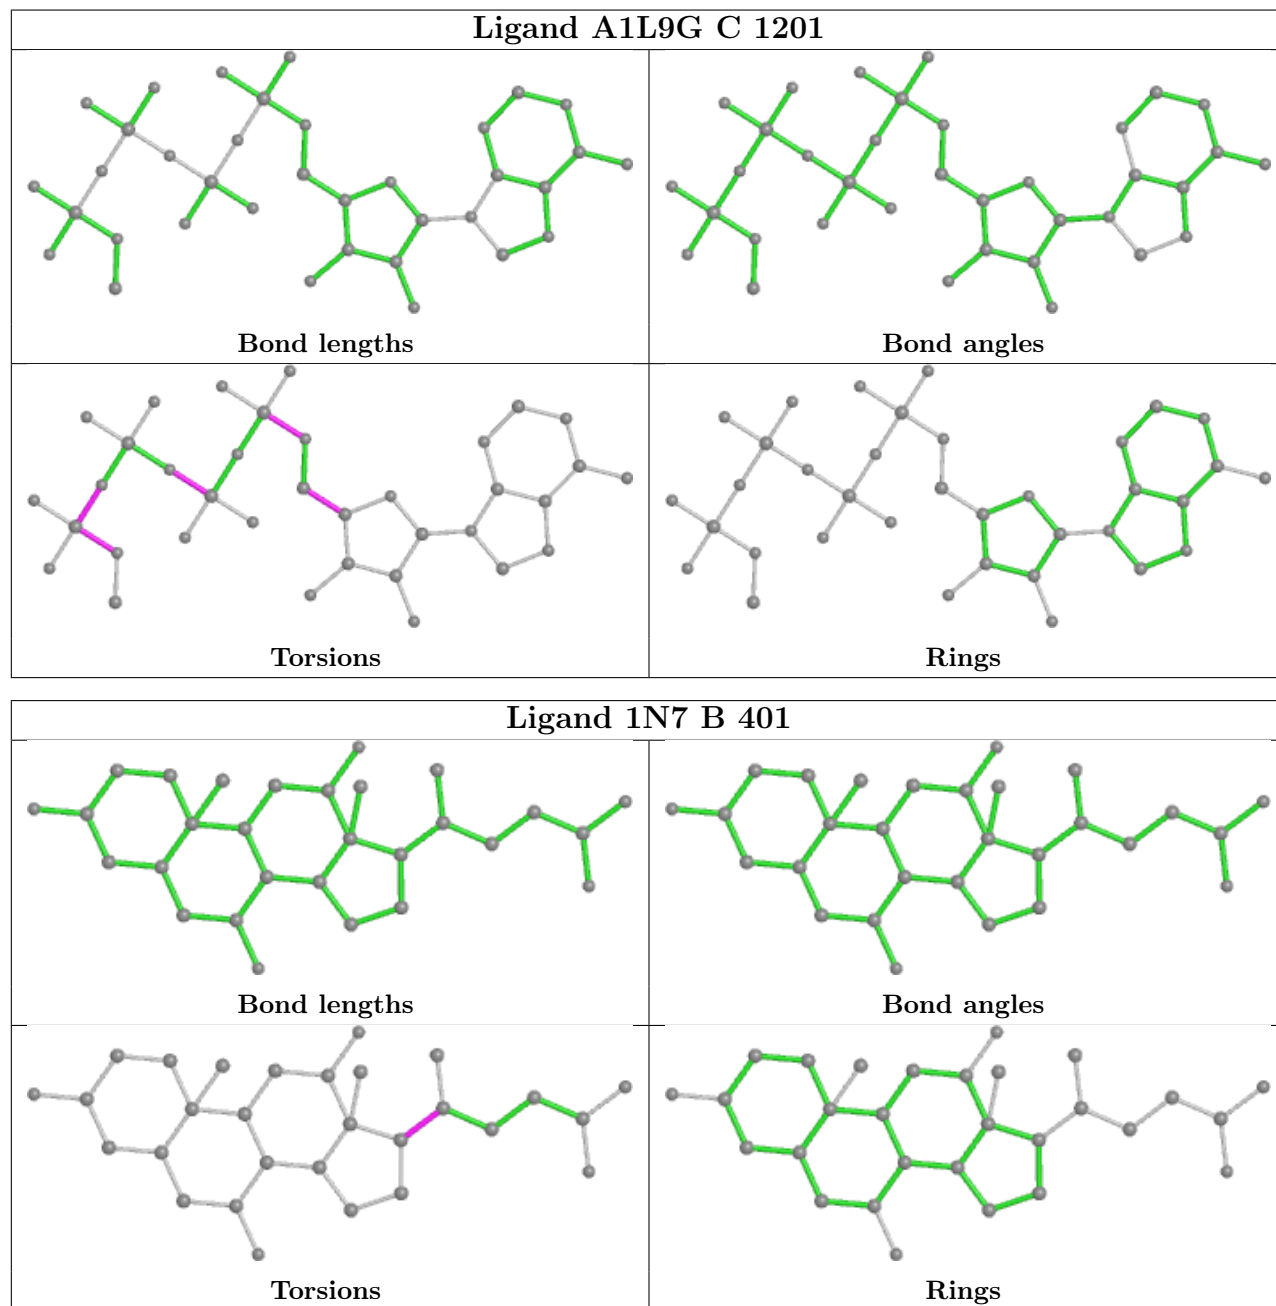 Ligand A1L9G C 1201
Bond lengths
Bond angles
Torsions
Rings
Ligand 1N7 B 401
Bond lengths
Bond angles
Torsions
Rings